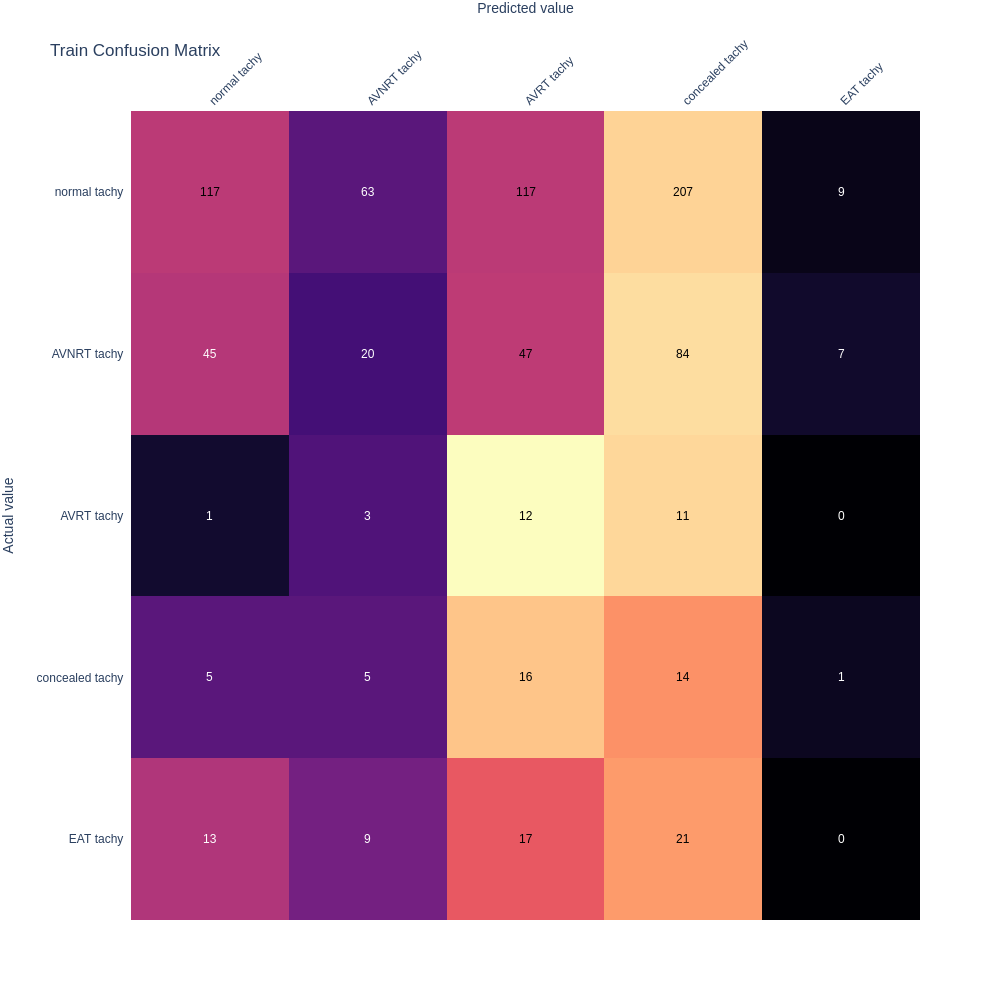 Predicted value
Train Confusion Matrix
normal tachy AVNRT tachy AVRT tachy concealed tachy EAT tachy
Actual value
normal tachy 117 63 117 207 9
AVNRT tachy 45 20 47 84 7
AVRT tachy 1 3 12 11 0
concealed tachy 5 5 16 14 1
EAT tachy 13 9 17 21 0